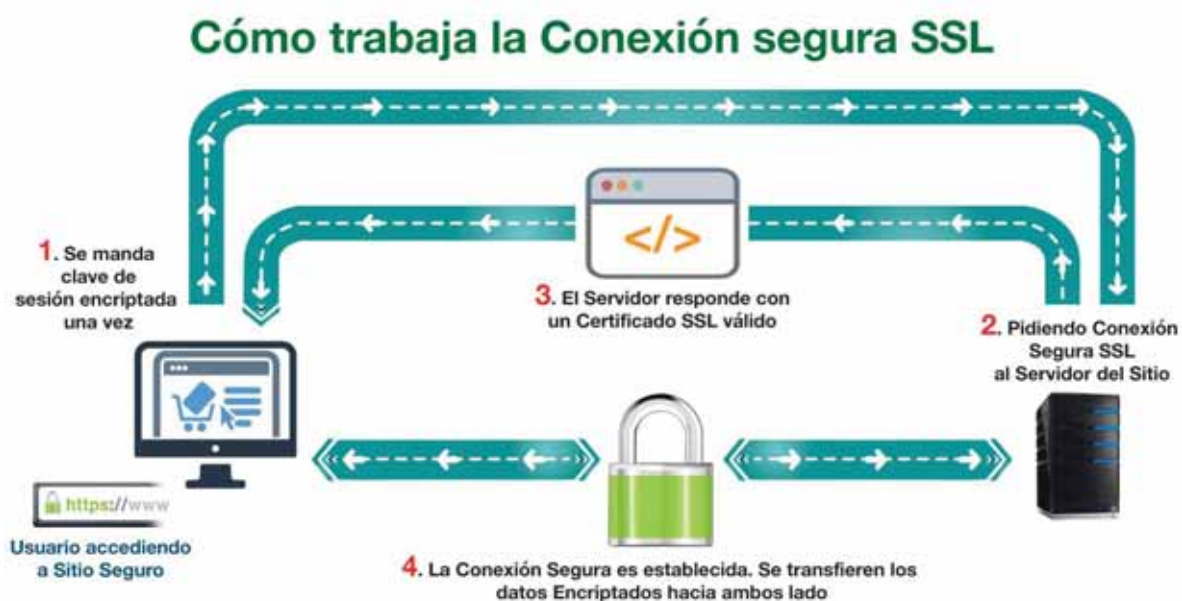 Cómo trabaja la Conexión segura SSL
1. Se manda
clave de
sesión encriptada
una vez
</>
3. El Servidor responde con
un Certificado SSL válido
2. Pidiendo Conexión
Segura SSL
al Servidor del Sitio
https://www
Usuario accediendo
a Sitio Seguro
4. La Conexión Segura es establecida. Se transfieren los
datos Encriptados hacia ambos lado